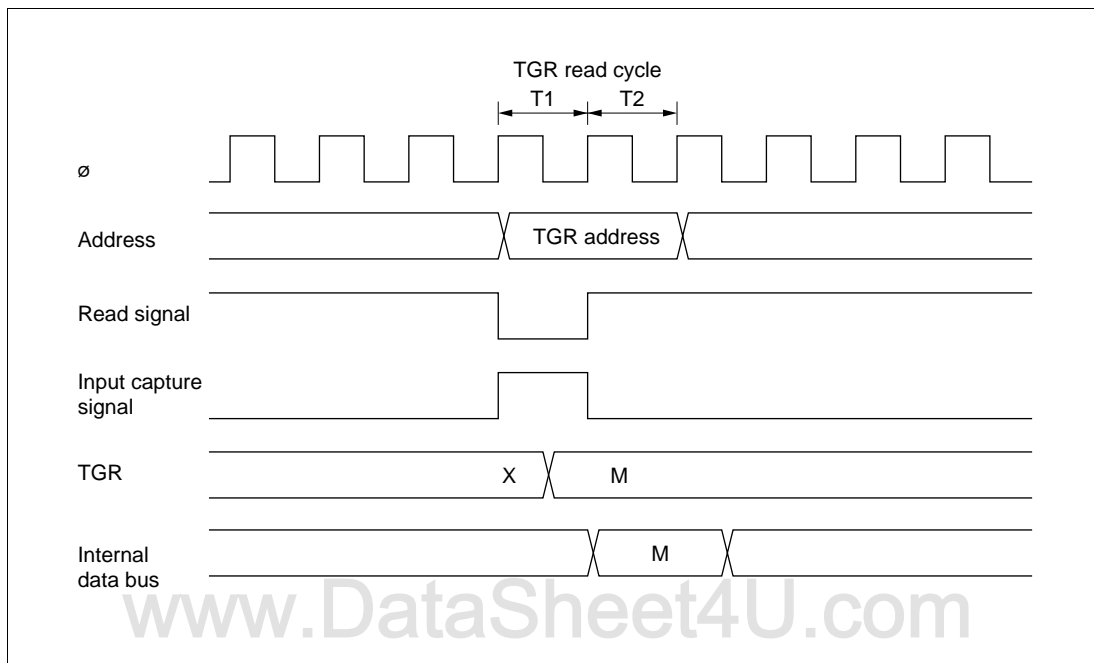 TGR read cycle
T1 T2
ø
Address
TGR address
Read signal
Input capture
signal
TGR
X M
Internal
data bus
M
www.DataSheet4U.com